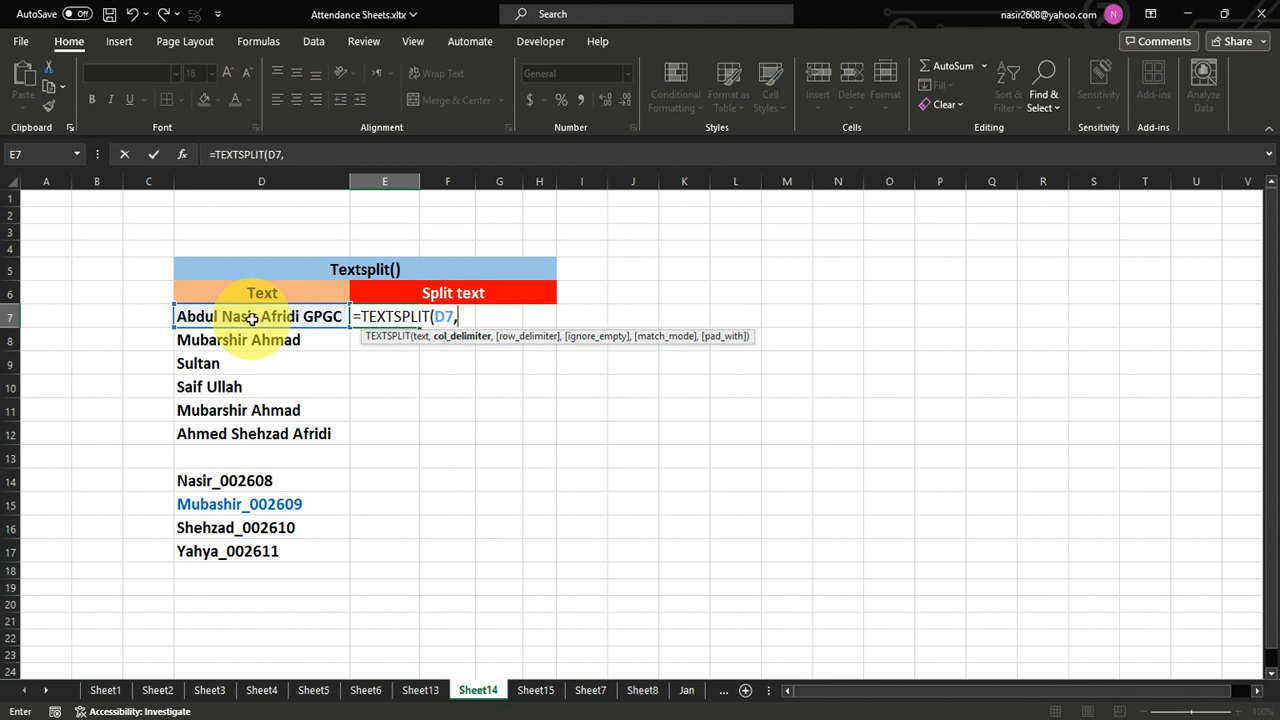 AutoSave Off Attendance Sheets.xltx Search nasir2608@yahoo.com N
File Home Insert Page Layout Formulas Data Review View Automate Developer Help Comments Share
Paste 16 A A Wrap Text General Conditional Format as Cell Insert Delete Format AutoSum Sort & Find & Sensitivity Add-ins Analyze
B I U A Merge & Center $ % Formatting Table Styles Fill Filter Select Data
Clear
Clipboard Font Alignment Number Styles Cells Editing Sensitivity Add-ins
E7 fx =TEXTSPLIT(D7,
A B C D E F G H I J K L M N O P Q R S T U V
1
2
3
4
5 Textsplit()
6 Text Split text
7 Abdul Nasir Afridi GPGC =TEXTSPLIT(D7,
TEXTSPLIT(text, col_delimiter, [row_delimiter], [ignore_empty], [match_mode], [pad_with])
8 Mubarshir Ahmad
9 Sultan
10 Saif Ullah
11 Mubarshir Ahmad
12 Ahmed Shehzad Afridi
13
14 Nasir_002608
15 Mubashir_002609
16 Shehzad_002610
17 Yahya_002611
18
19
20
21
22
23
24
Sheet1 Sheet2 Sheet3 Sheet4 Sheet5 Sheet6 Sheet13 Sheet14 Sheet15 Sheet7 Sheet8 Jan ...
Enter Accessibility: Investigate 100%